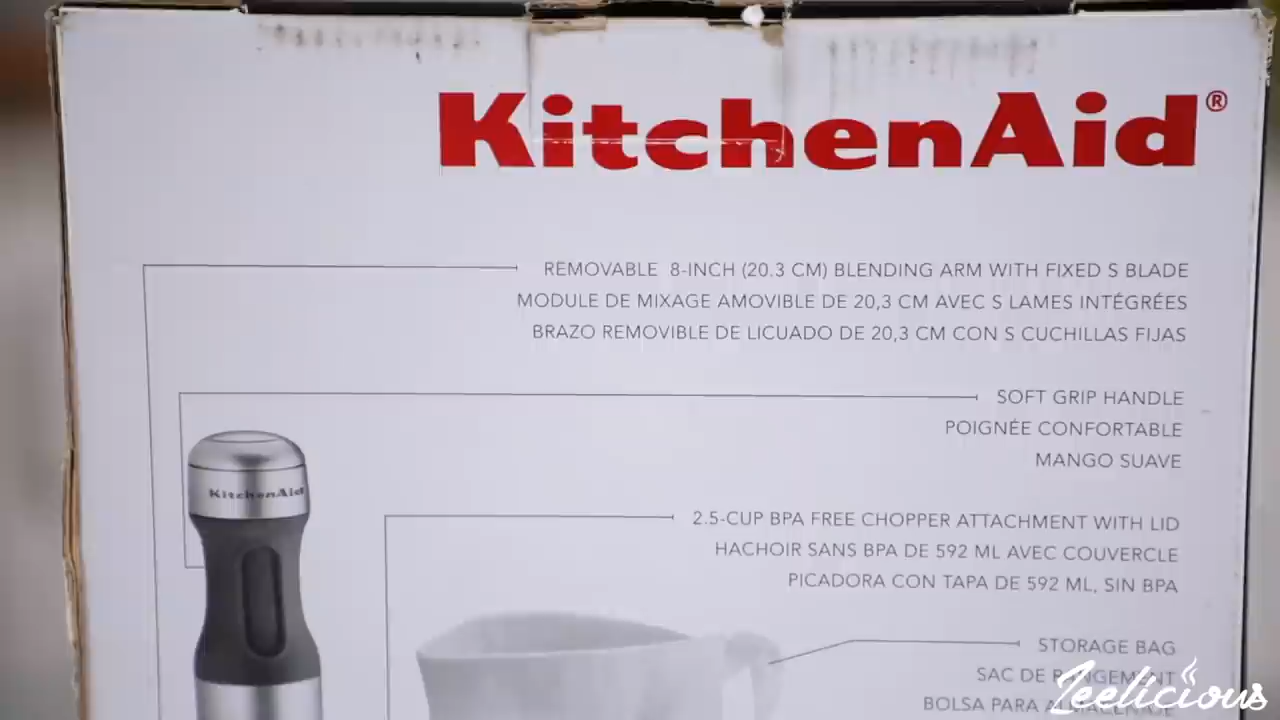 KitchenAid®
REMOVABLE 8-INCH (20.3 CM) BLENDING ARM WITH FIXED S BLADE
MODULE DE MIXAGE AMOVIBLE DE 20,3 CM AVEC S LAMES INTÉGRÉES
BRAZO REMOVIBLE DE LICUADO DE 20,3 CM CON S CUCHILLAS FIJAS
SOFT GRIP HANDLE
POIGNÉE CONFORTABLE
MANGO SUAVE
KitchenAid
2.5-CUP BPA FREE CHOPPER ATTACHMENT WITH LID
HACHOIR SANS BPA DE 592 ML AVEC COUVERCLE
PICADORA CON TAPA DE 592 ML, SIN BPA
STORAGE BAG
SAC DE RANGEMENT
BOLSA PARA ALMACENAJE
Zeelicious